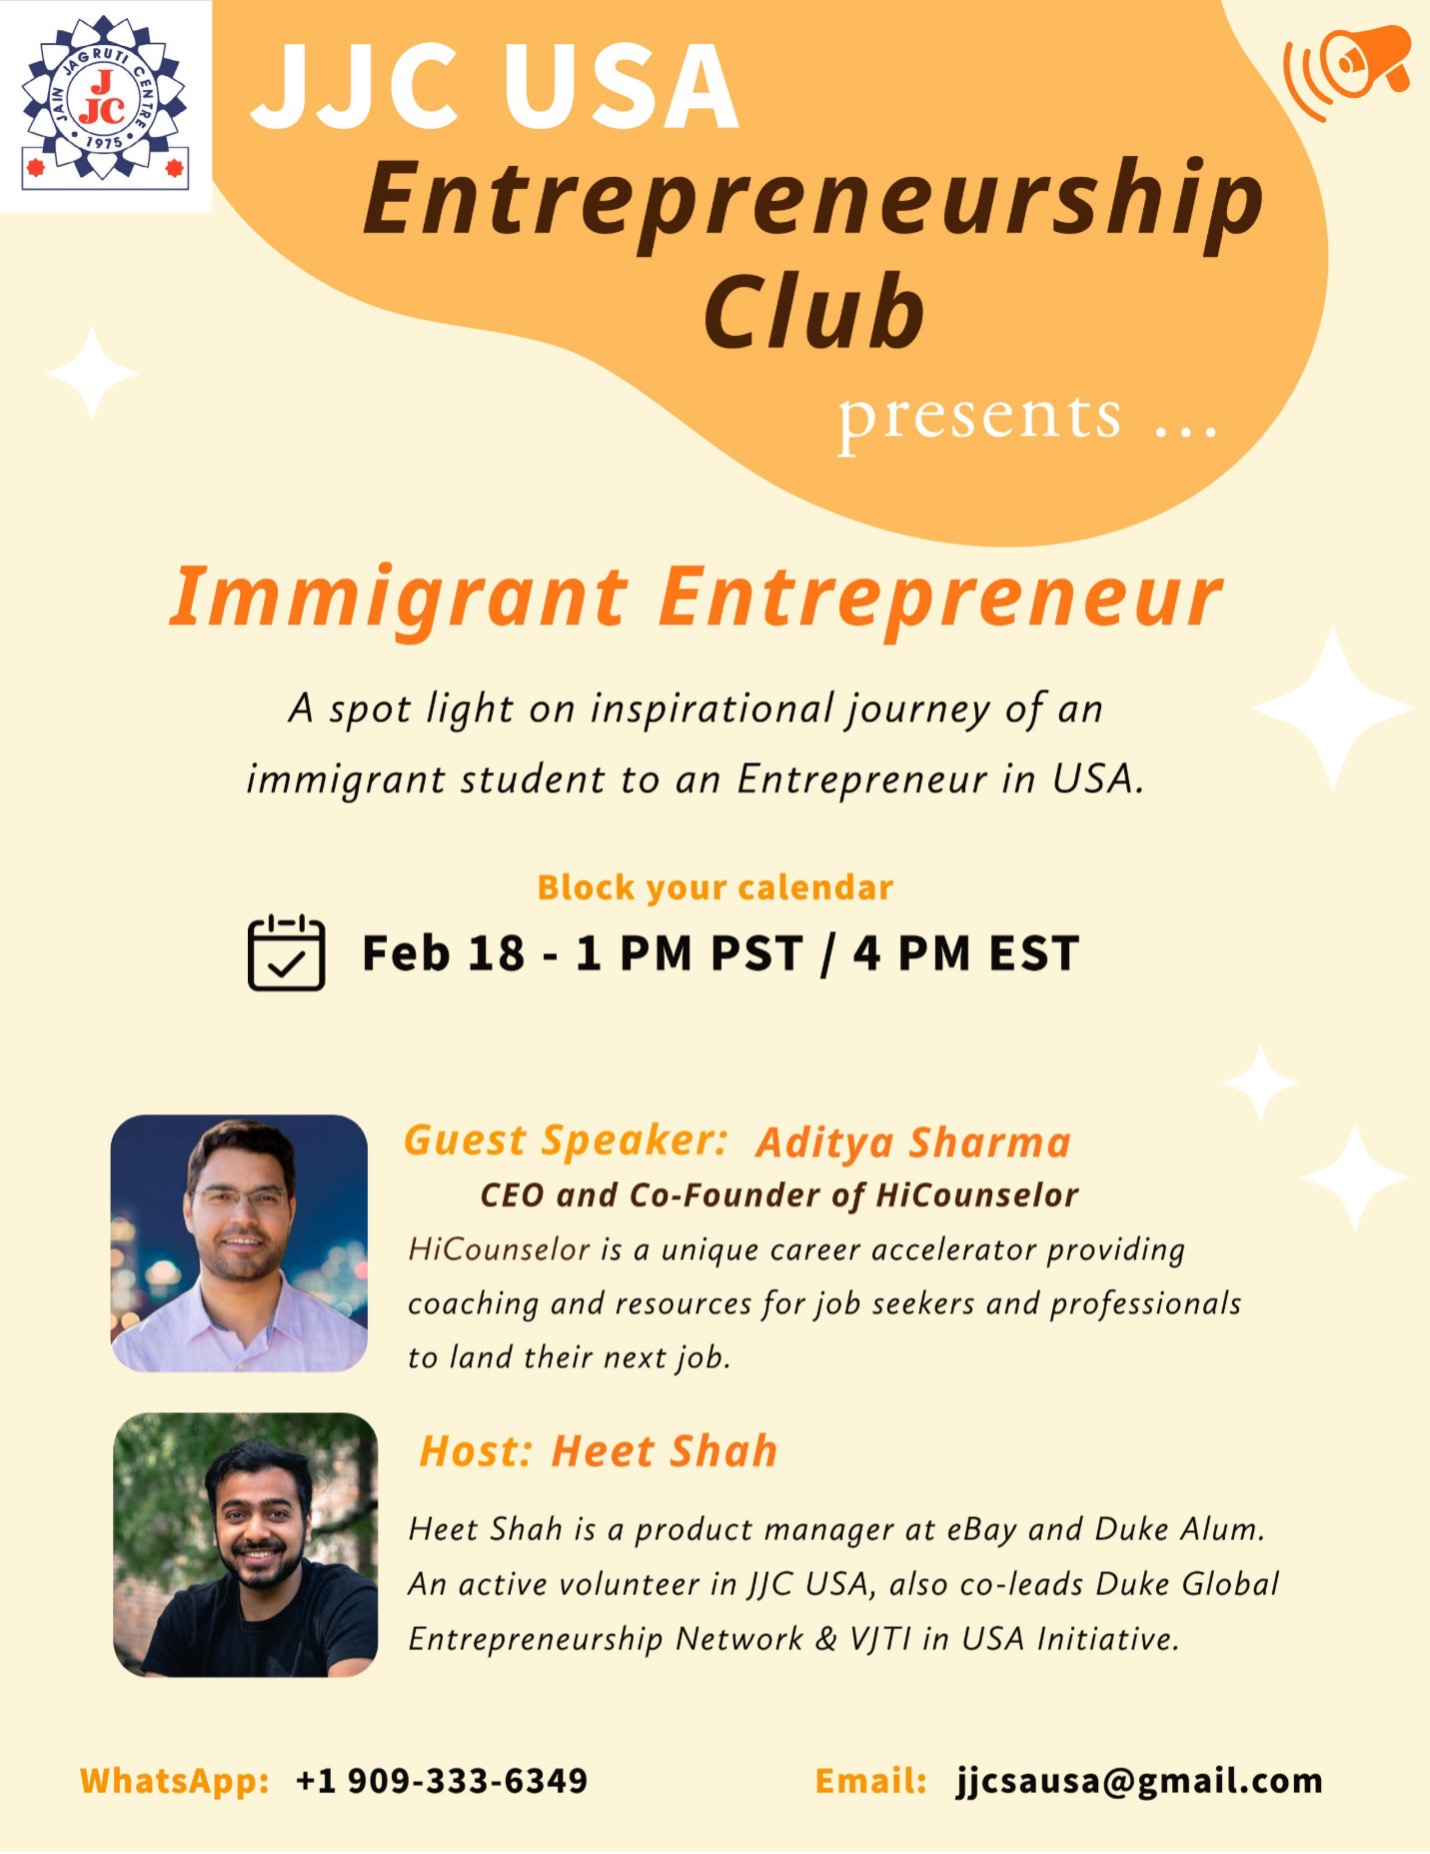 JAIN JAGRUTI CENTRE
J
JC
• 1975 •
JJC USA
Entrepreneurship
Club
presents ...
Immigrant Entrepreneur
A spot light on inspirational journey of an
immigrant student to an Entrepreneur in USA.
Block your calendar
Feb 18 - 1 PM PST / 4 PM EST
Guest Speaker: Aditya Sharma
CEO and Co-Founder of HiCounselor
HiCounselor is a unique career accelerator providing
coaching and resources for job seekers and professionals
to land their next job.
Host: Heet Shah
Heet Shah is a product manager at eBay and Duke Alum.
An active volunteer in JJC USA, also co-leads Duke Global
Entrepreneurship Network & VJTI in USA Initiative.
WhatsApp: +1 909-333-6349
Email: jjcsausa@gmail.com